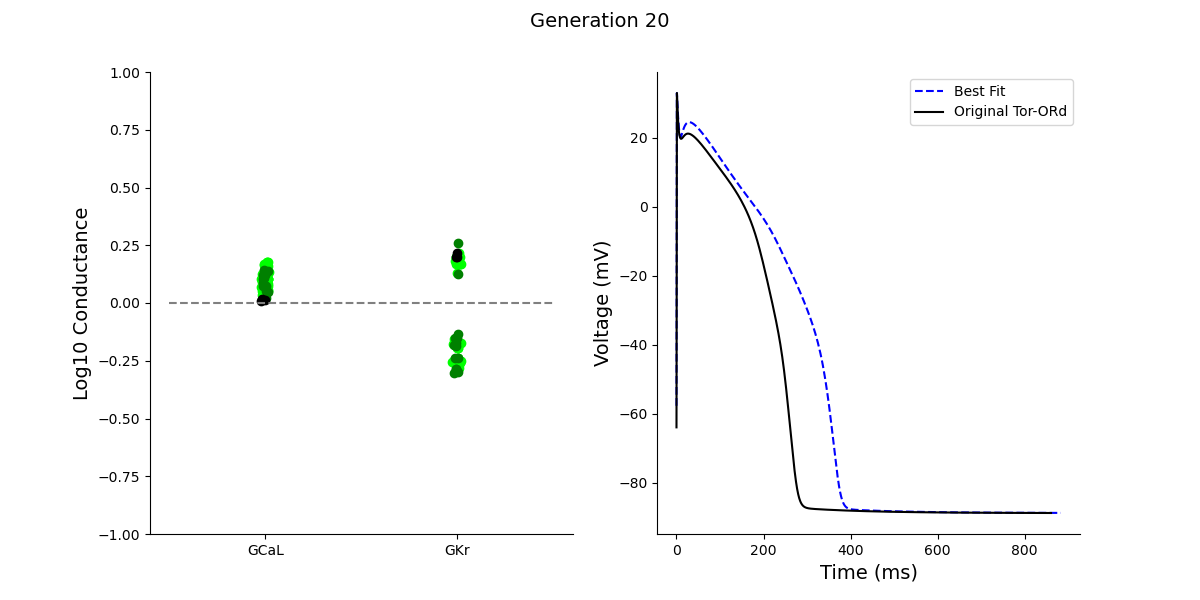 Generation 20
Log10 Conductance
1.00
0.75
0.50
0.25
0.00
−0.25
−0.50
−0.75
−1.00
GCaL
GKr
Voltage (mV)
20
0
−20
−40
−60
−80
0
200
400
600
800
Time (ms)
Best Fit
Original Tor-ORd